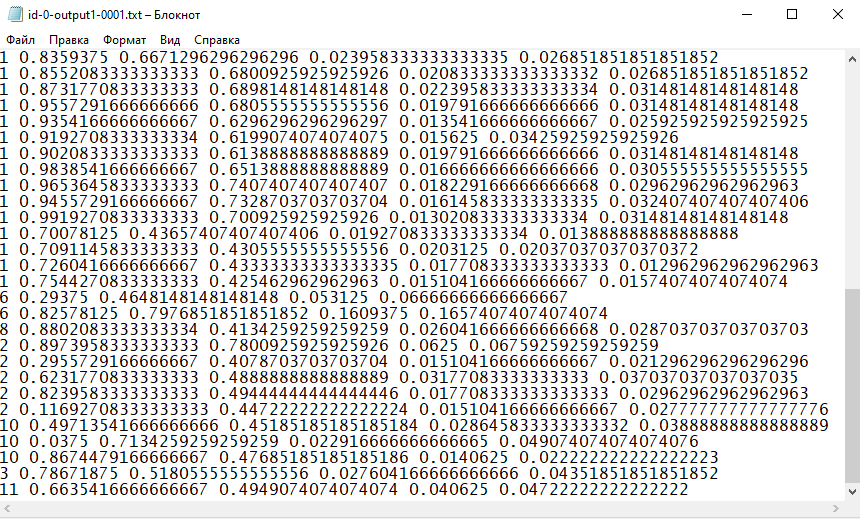 id-0-output1-0001.txt – Блокнот
Файл Правка Формат Вид Справка
1 0.8359375 0.6671296296296296 0.023958333333333335 0.026851851851851852
1 0.8552083333333333 0.6800925925925926 0.020833333333333332 0.026851851851851852
1 0.8731770833333333 0.6898148148148148 0.022395833333333334 0.03148148148148148
1 0.9557291666666666 0.6805555555555556 0.019791666666666666 0.03148148148148148
1 0.9354166666666667 0.6296296296296297 0.013541666666666667 0.025925925925925925
1 0.9192708333333334 0.6199074074074075 0.015625 0.03425925925925926
1 0.9020833333333333 0.6138888888888889 0.019791666666666666 0.03148148148148148
1 0.9838541666666667 0.6513888888888889 0.016666666666666666 0.030555555555555555
1 0.9653645833333333 0.7407407407407407 0.018229166666666668 0.02962962962962963
1 0.9455729166666667 0.7328703703703704 0.016145833333333335 0.032407407407407406
1 0.9919270833333333 0.700925925925926 0.013020833333333334 0.03148148148148148
1 0.70078125 0.43657407407407406 0.019270833333333334 0.013888888888888888
1 0.7091145833333333 0.4305555555555556 0.0203125 0.020370370370370372
1 0.7260416666666667 0.43333333333333335 0.017708333333333333 0.012962962962962963
1 0.7544270833333333 0.425462962962963 0.015104166666666667 0.01574074074074074
6 0.29375 0.4648148148148148 0.053125 0.06666666666666667
6 0.82578125 0.7976851851851852 0.1609375 0.16574074074074074
8 0.8802083333333334 0.4134259259259259 0.026041666666666668 0.028703703703703703
2 0.8973958333333333 0.7800925925925926 0.0625 0.06759259259259259
2 0.2955729166666667 0.4078703703703704 0.015104166666666667 0.021296296296296296
2 0.6231770833333333 0.4888888888888889 0.03177083333333333 0.037037037037037035
2 0.8239583333333333 0.49444444444444446 0.017708333333333333 0.02962962962962963
2 0.11692708333333333 0.44722222222222224 0.015104166666666667 0.027777777777777776
10 0.49713541666666666 0.45185185185185184 0.028645833333333332 0.03888888888888889
10 0.0375 0.7134259259259259 0.022916666666666665 0.049074074074074076
10 0.8674479166666667 0.47685185185185186 0.0140625 0.022222222222222223
3 0.78671875 0.5180555555555556 0.027604166666666666 0.04351851851851852
11 0.6635416666666667 0.4949074074074074 0.040625 0.04722222222222222